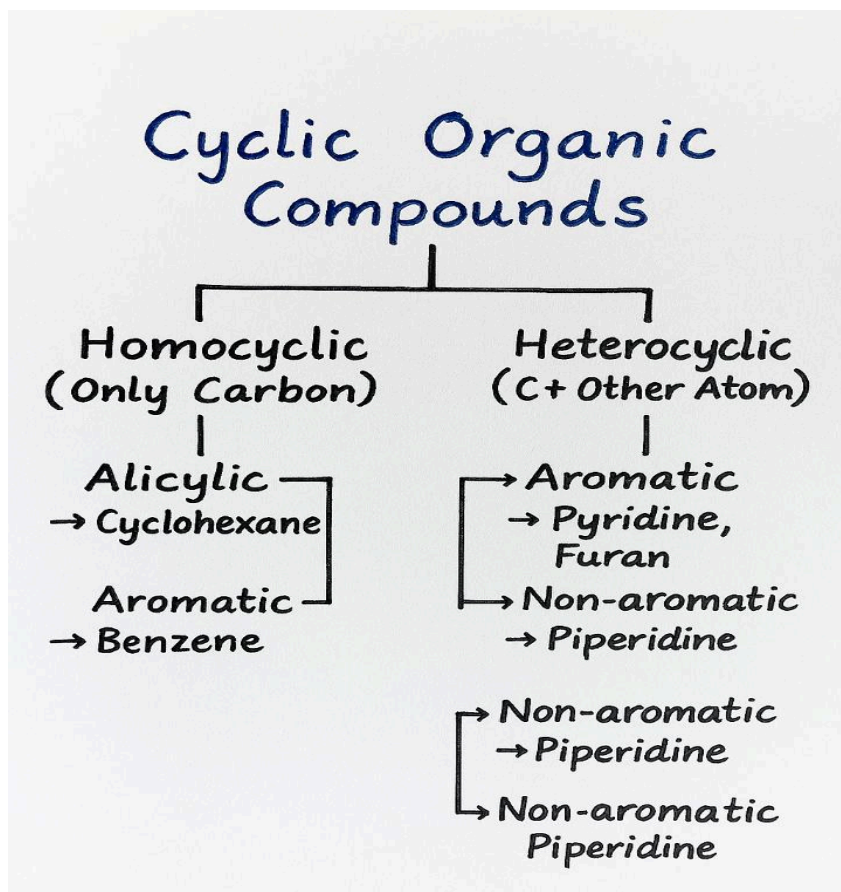 Cyclic Organic
Compounds
Homocyclic
(Only Carbon)
Alicylic
→ Cyclohexane
Aromatic
→ Benzene
Heterocyclic
(C+ Other Atom)
→ Aromatic
→ Pyridine,
Furan
→ Non-aromatic
→ Piperidine
→ Non-aromatic
→ Piperidine
→ Non-aromatic
Piperidine